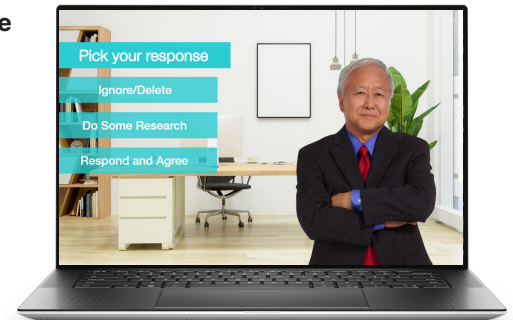 e
Pick your response
Ignore/Delete
Do Some Research
Respond and Agree